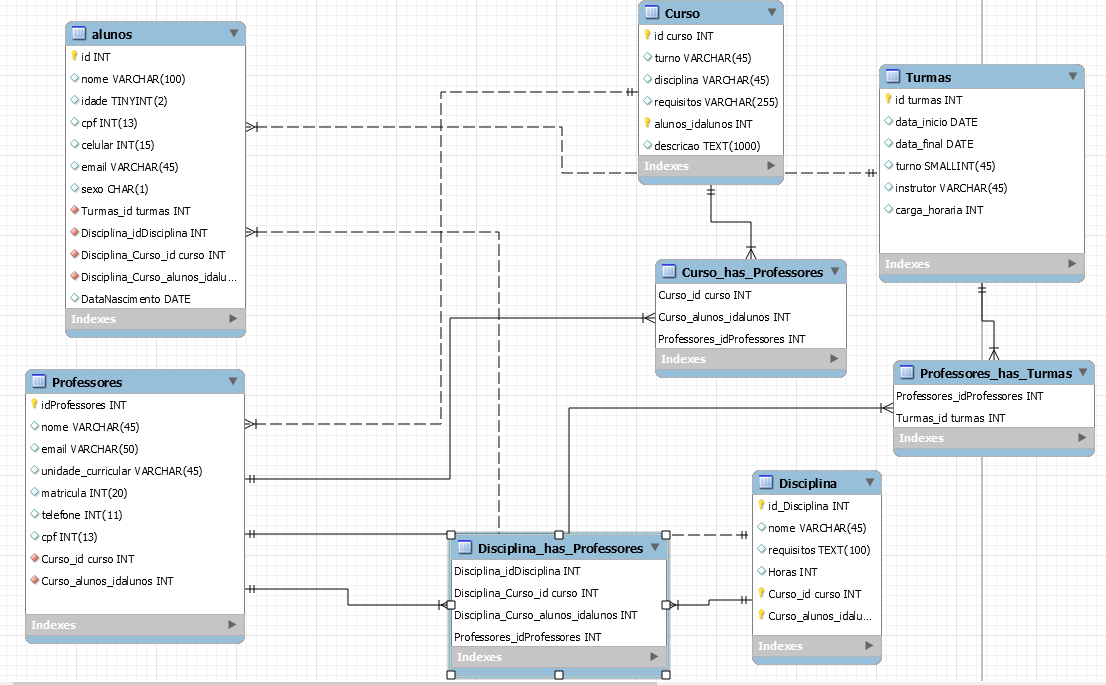 alunos
id INT
nome VARCHAR(100)
idade TINYINT(2)
cpf INT(13)
celular INT(15)
email VARCHAR(45)
sexo CHAR(1)
Turmas_id turmas INT
Disciplina_idDisciplina INT
Disciplina_Curso_id curso INT
Disciplina_Curso_alunos_idalu...
DataNascimento DATE
Indexes
Curso
id curso INT
turno VARCHAR(45)
disciplina VARCHAR(45)
requisitos VARCHAR(255)
alunos_idalunos INT
descricao TEXT(1000)
Indexes
Turmas
id turmas INT
data_inicio DATE
data_final DATE
turno SMALLINT(45)
instrutor VARCHAR(45)
carga_horaria INT
Indexes
Curso_has_Professores
Curso_id curso INT
Curso_alunos_idalunos INT
Professores_idProfessores INT
Indexes
Professores
idProfessores INT
nome VARCHAR(45)
email VARCHAR(50)
unidade_curricular VARCHAR(45)
matricula INT(20)
telefone INT(11)
cpf INT(13)
Curso_id curso INT
Curso_alunos_idalunos INT
Indexes
Professores_has_Turmas
Professores_idProfessores INT
Turmas_id turmas INT
Indexes
Disciplina_has_Professores
Disciplina_idDisciplina INT
Disciplina_Curso_id curso INT
Disciplina_Curso_alunos_idalunos INT
Professores_idProfessores INT
Indexes
Disciplina
id_Disciplina INT
nome VARCHAR(45)
requisitos TEXT(100)
Horas INT
Curso_id curso INT
Curso_alunos_idalu...
Indexes